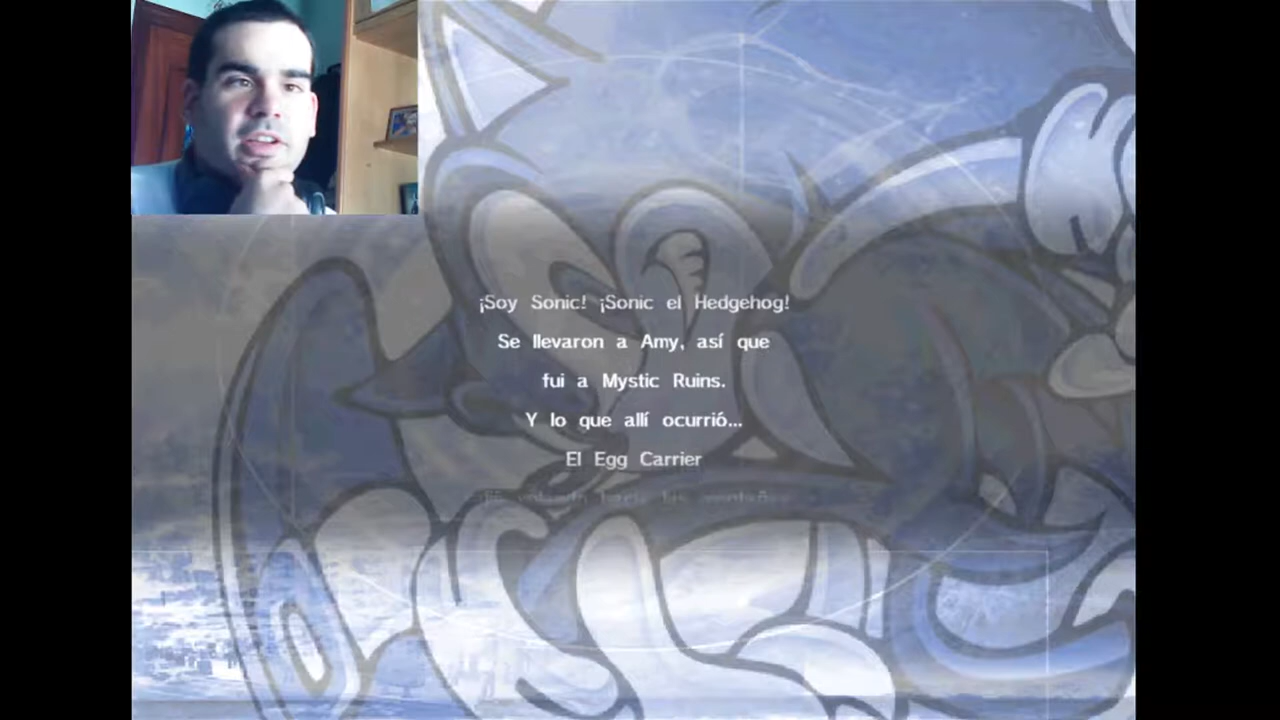 ¡Soy Sonic! ¡Sonic el Hedgehog!
Se llevaron a Amy, así que
fui a Mystic Ruins.
Y lo que allí ocurrió...
El Egg Carrier